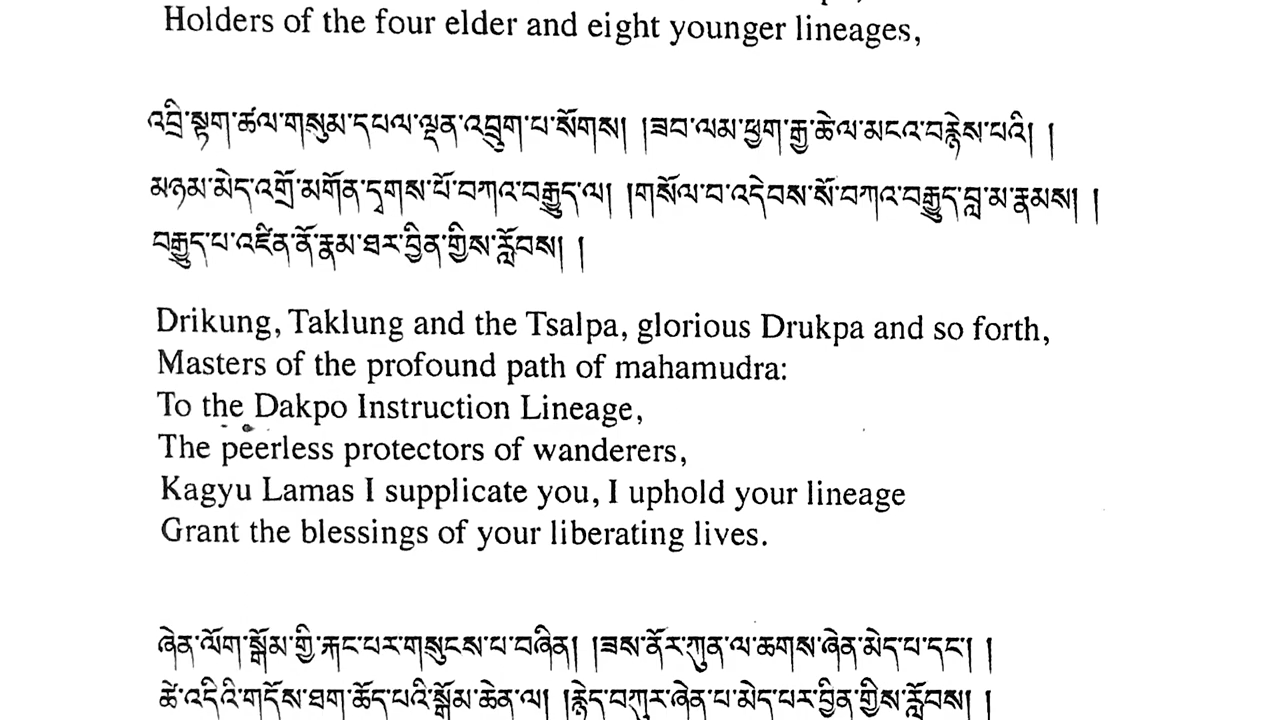 Holders of the four elder and eight younger lineages,
འབྲི་སྟག་ཚལ་གསུམ་དཔལ་ལྡན་འབྲུག་པ་སོགས། །ཟབ་ལམ་ཕྱག་རྒྱ་ཆེལ་མངའ་བརྙེས་པའི། །
མཉམ་མེད་འགྲོ་མགོན་དྭགས་པོ་བཀའ་བརྒྱུད་ལ། །གསོལ་བ་འདེབས་སོ་བཀའ་བརྒྱུད་བླ་མ་རྣམས། །
བརྒྱུད་པ་འཛིན་ནོ་རྣམ་ཐར་བྱིན་གྱིས་རློབས། །
Drikung, Taklung and the Tsalpa, glorious Drukpa and so forth,
Masters of the profound path of mahamudra:
To the Dakpo Instruction Lineage,
The peerless protectors of wanderers,
Kagyu Lamas I supplicate you, I uphold your lineage
Grant the blessings of your liberating lives.
ཞེན་ལོག་སྒོམ་གྱི་རྐང་པར་གསུངས་པ་བཞིན། །ཟས་ནོར་ཀུན་ལ་ཆགས་ཞེན་མེད་པ་དང་། །
ཚེ་འདིའི་གདོས་ཐག་ཆོད་པའི་སྒོམ་ཆེན་ལ། །རྙེད་བཀུར་ཞེན་པ་མེད་པར་བྱིན་གྱིས་རློབས། །